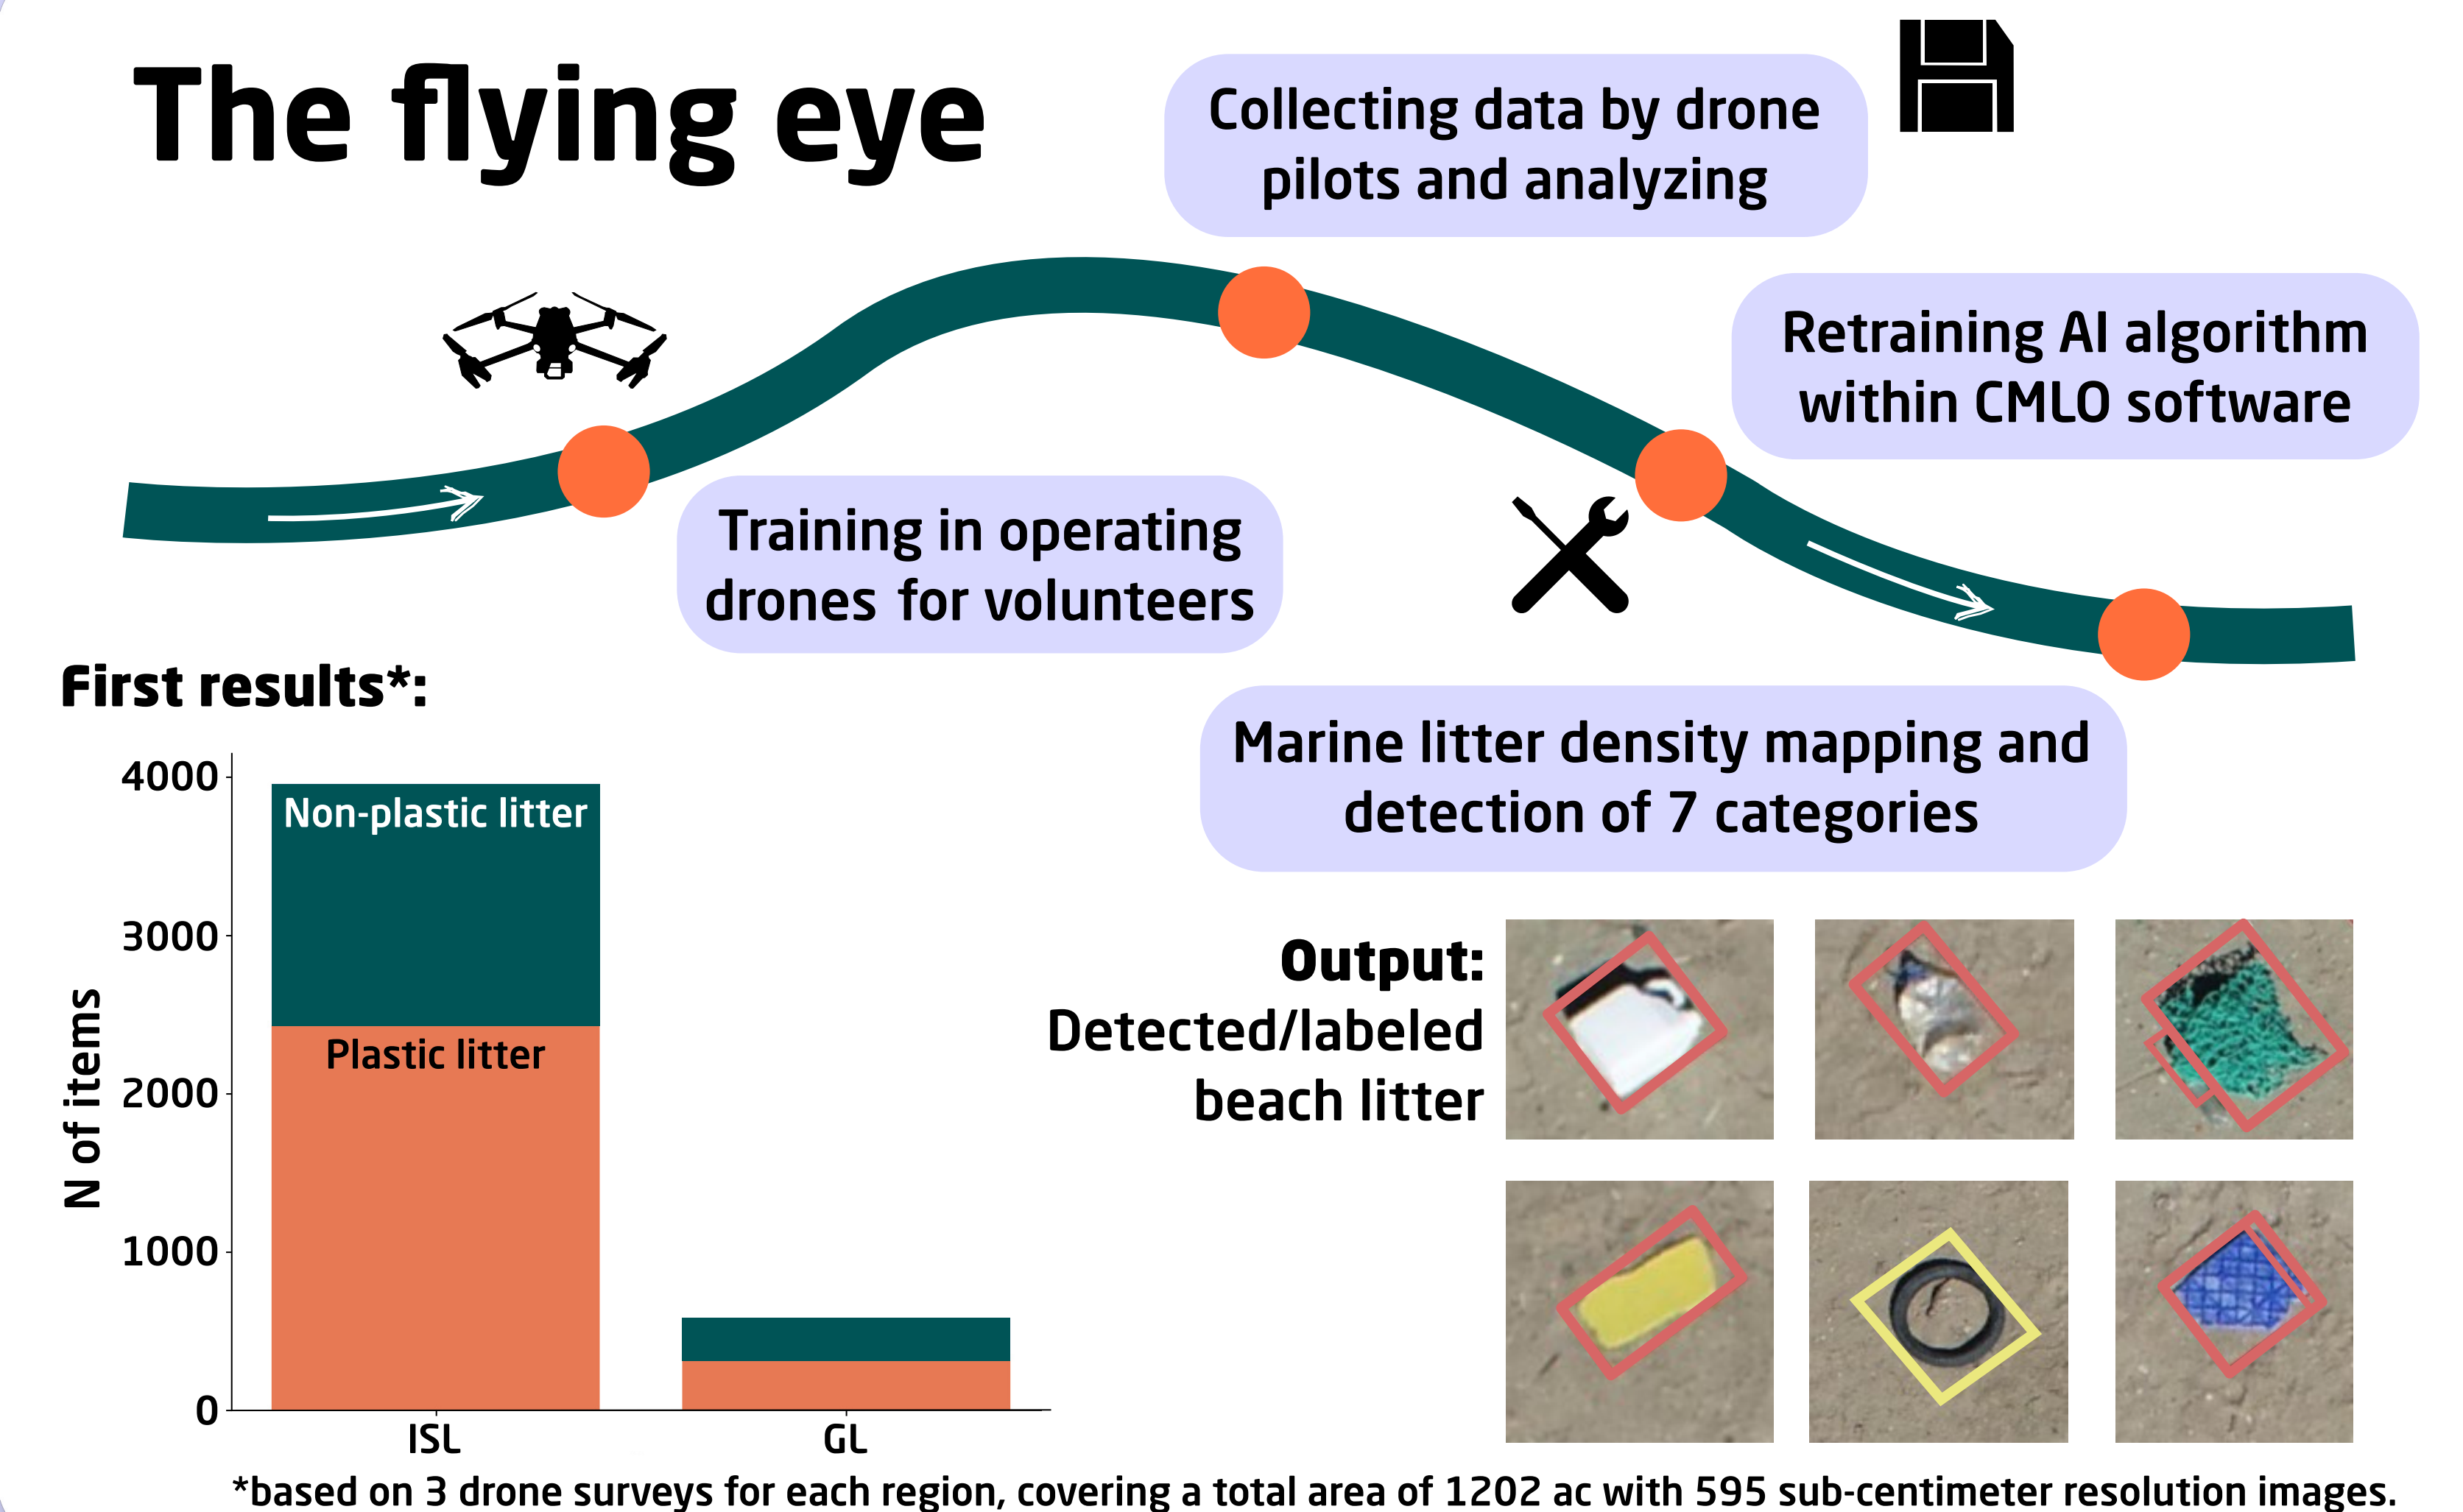 The flying eye
Collecting data by drone
pilots and analyzing
Retraining AI algorithm
within CMLO software
Training in operating
drones for volunteers
Marine litter density mapping and
detection of 7 categories
First results*:
4000
3000
2000
1000
0
N of items
Non-plastic litter
Plastic litter
ISL
GL
Output:
Detected/labeled
beach litter
*based on 3 drone surveys for each region, covering a total area of 1202 ac with 595 sub-centimeter resolution images.